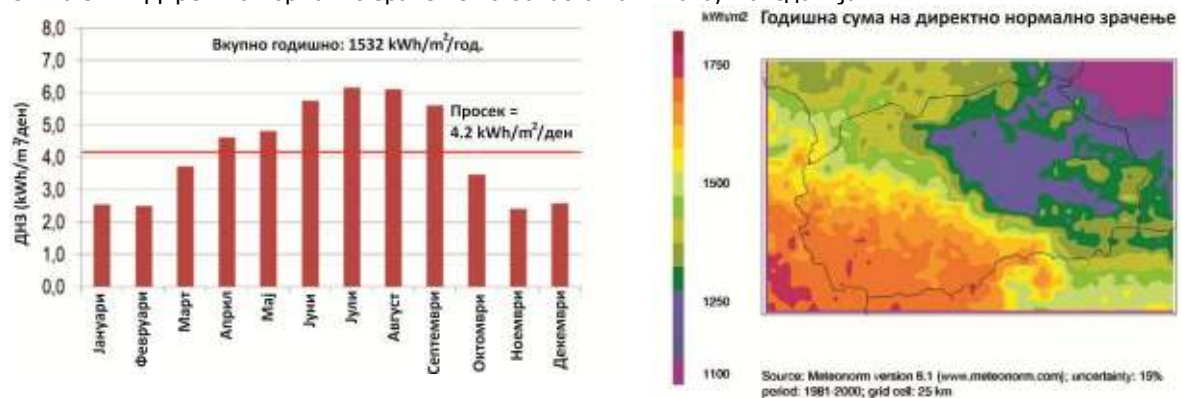 8,0
7,0
6,0
5,0
4,0
3,0
2,0
1,0
0,0
ДНЗ (kWh/m²/ден)
Вкупно годишно: 1532 kWh/m²/год.
Просек =
4.2 kWh/m²/ден
Јануари
Февруари
Март
Април
Мај
Јуни
Јули
Август
Септември
Октомври
Ноември
Декември
kWh/m2 Годишна сума на директно нормално зрачење
1750
1500
1250
1100
Source: Meteonorm version 6.1 (www.meteonorm.com); uncertainty: 15%
period: 1981-2000; grid cell: 25 km